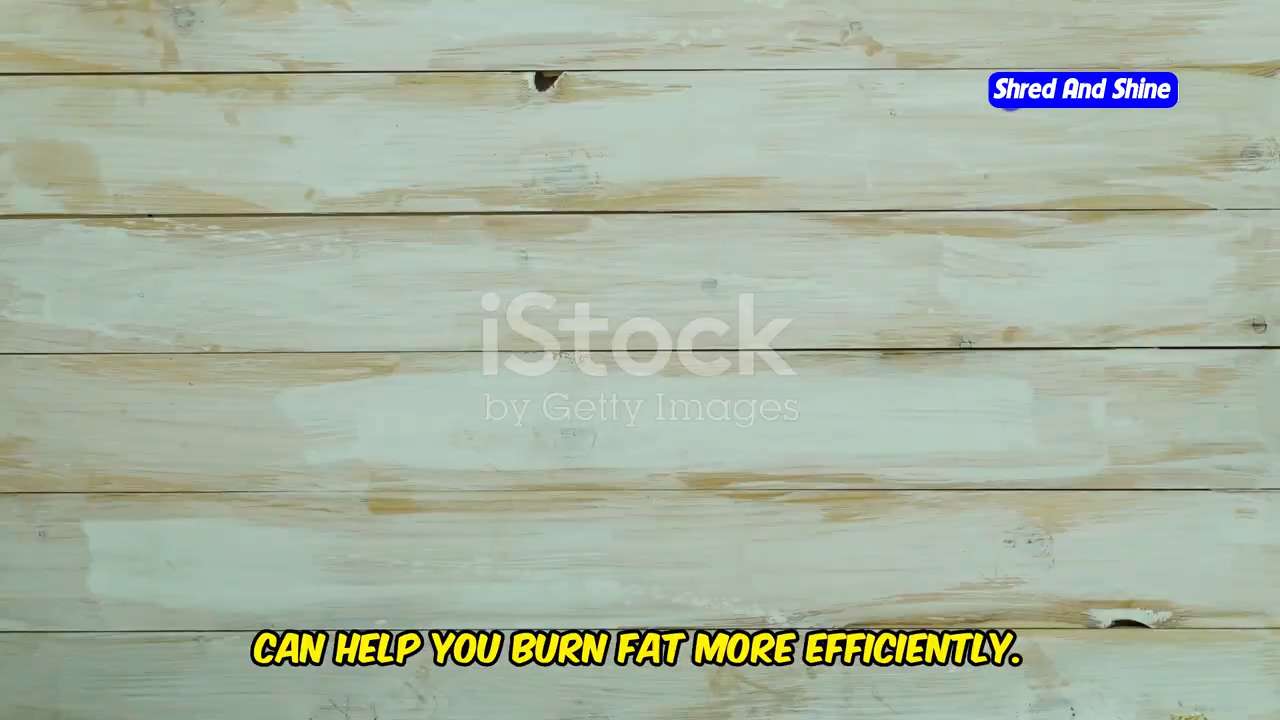 Shred And Shine
iStock
by Getty Images
CAN HELP YOU BURN FAT MORE EFFICIENTLY.